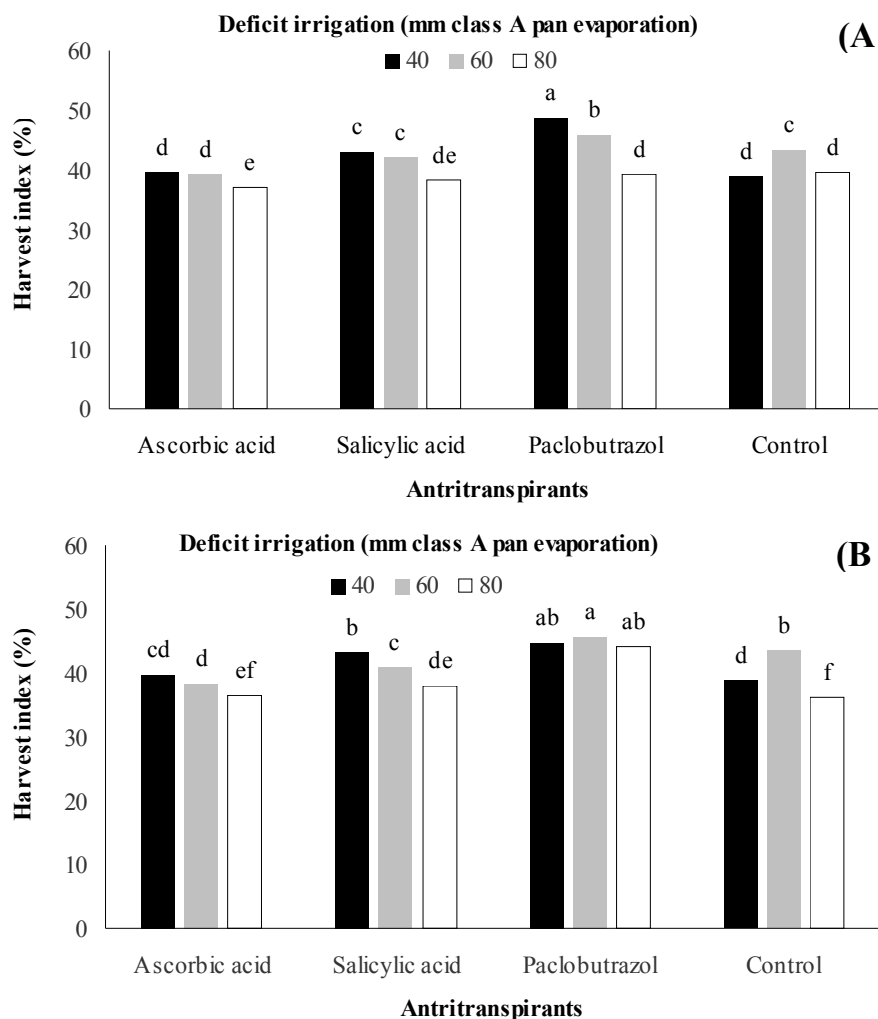 Deficit irrigation (mm class A pan evaporation)
(A
40 60 80
60
50
40
30
20
10
0
Harvest index (%)
d d e c c de a b d d c d
Ascorbic acid Salicylic acid Paclobutrazol Control
Antritranspirants
Deficit irrigation (mm class A pan evaporation)
(B
40 60 80
60
50
40
30
20
10
0
Harvest index (%)
cd d ef b c de ab a ab d b f
Ascorbic acid Salicylic acid Paclobutrazol Control
Antritranspirants